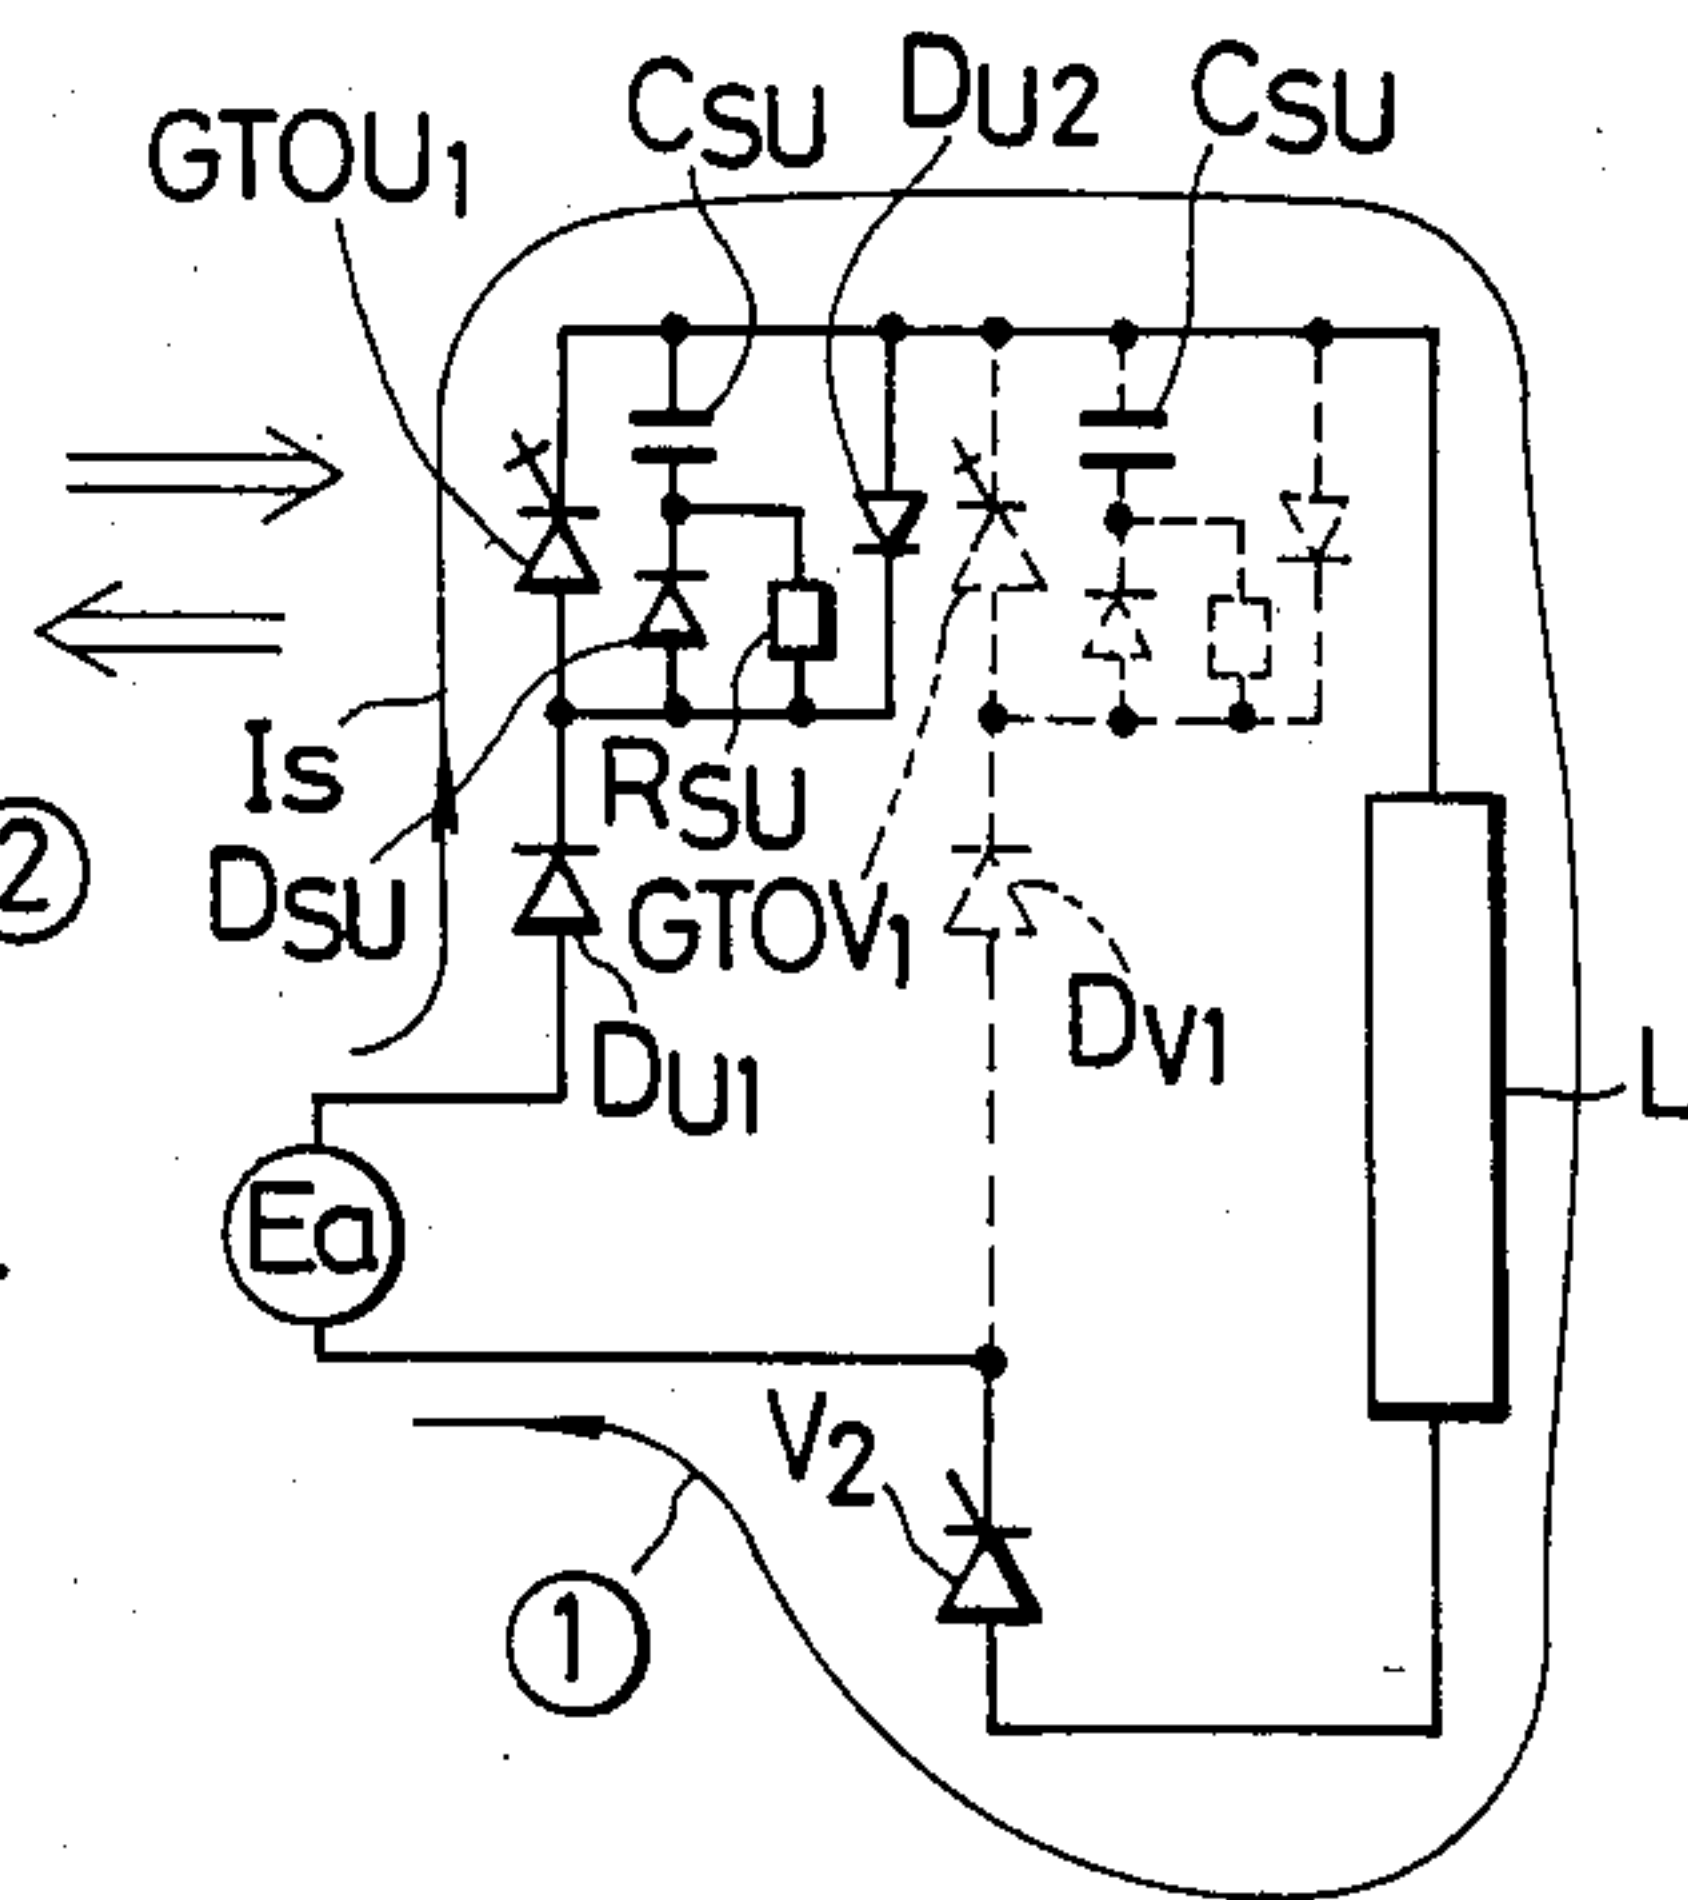 GTOU1
CSU
DU2
CSU
Is
RSU
2
DSU
GTOV1
DV1
DU1
L
Ea
V2
1